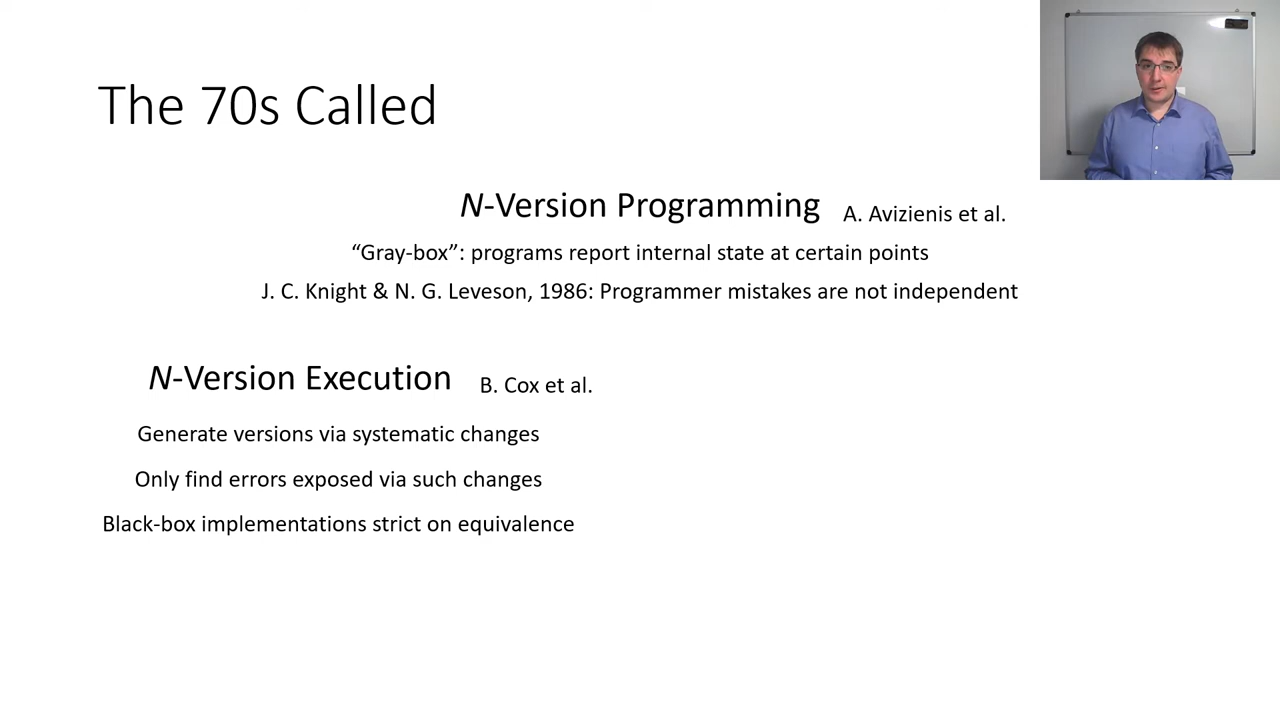 The 70s Called
N-Version Programming A. Avizienis et al.
“Gray-box”: programs report internal state at certain points
J. C. Knight & N. G. Leveson, 1986: Programmer mistakes are not independent
N-Version Execution B. Cox et al.
Generate versions via systematic changes
Only find errors exposed via such changes
Black-box implementations strict on equivalence